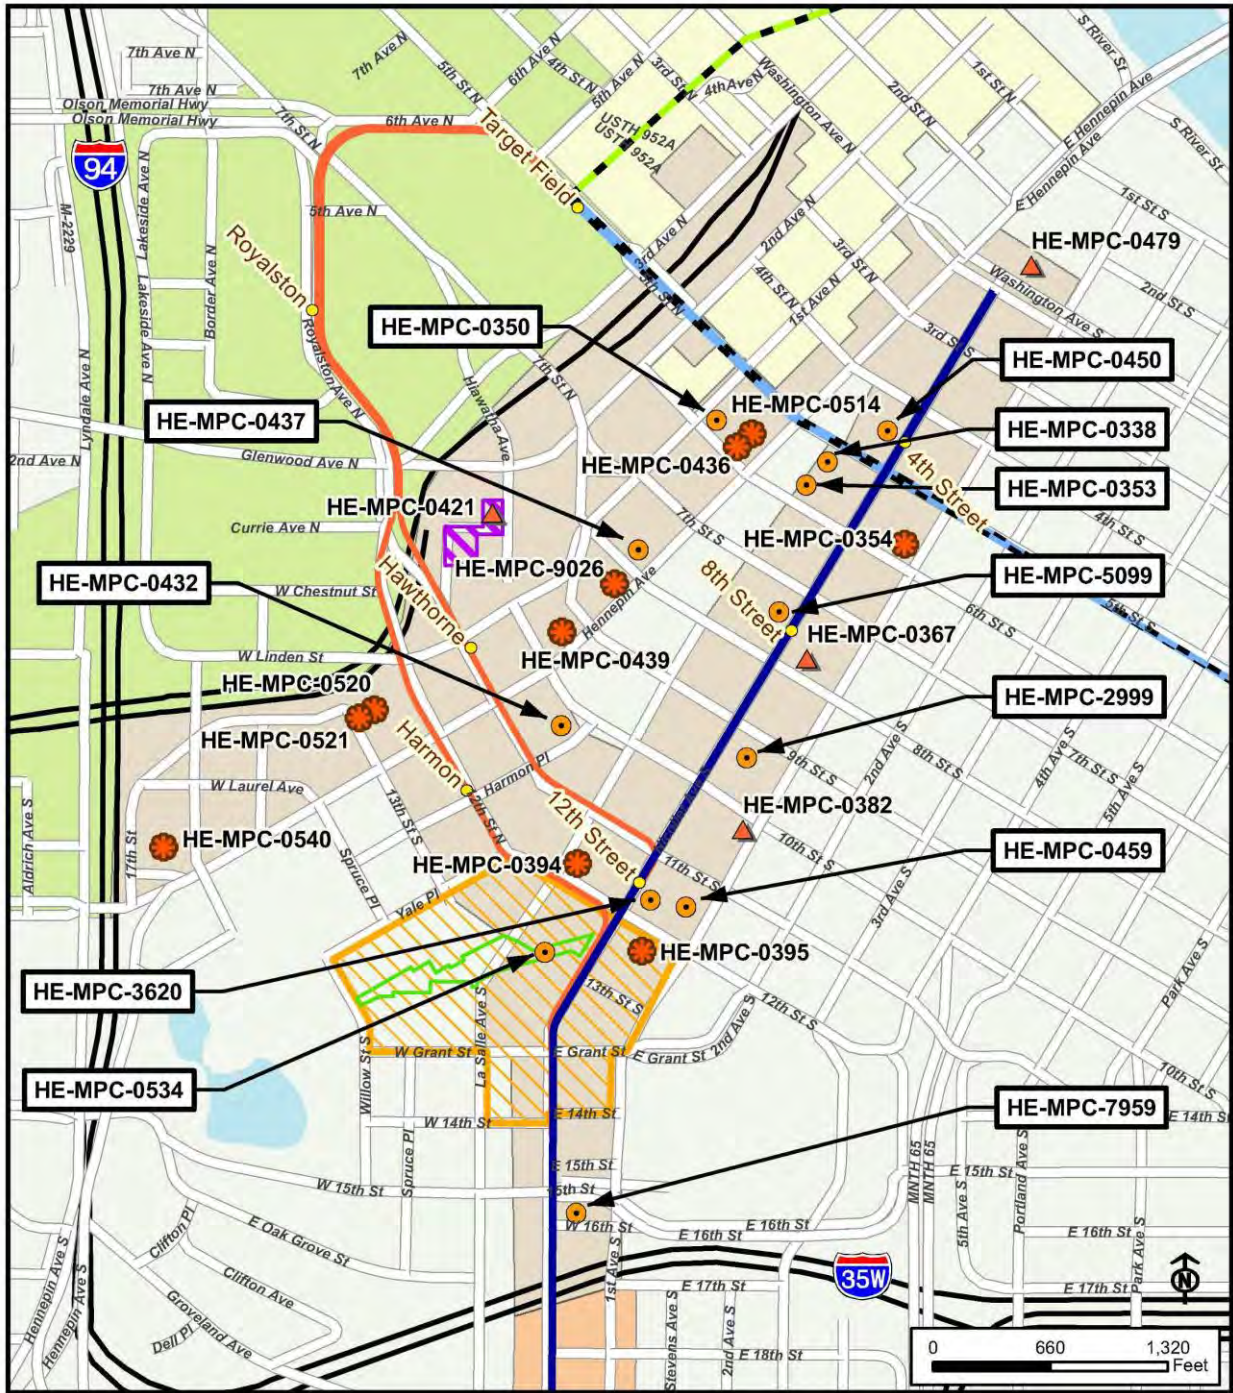 7th Ave N
7th Ave N
Olson Memorial Hwy
Olson Memorial Hwy
94
M-2229
Lakeside Ave N
Lakeside Ave N
Border Ave N
Lyndale Ave N
7th St N
6th Ave N
7th Ave N
5th St N
6th Ave N
4th St N
5th Ave N
3rd St N
4th Ave N
Washington Ave N
2nd St N
1st St N
S River St
E Hennepin Ave
E Hennepin Ave
S River St
USTH 952A
USTH 952A
Target Field
5th Ave N
Royalston
Royalston Ave N
3rd Ave N
5th St N
2nd Ave N
4th St N
1st Ave N
3rd St N
1st St S
HE-MPC-0479
Washington Ave S
2nd St S
3rd St S
HE-MPC-0350
HE-MPC-0450
HE-MPC-0514
HE-MPC-0437
HE-MPC-0338
HE-MPC-0436
HE-MPC-0353
7th St N
Hiawatha Ave
2nd Ave N
Glenwood Ave N
4th Street
4th St S
HE-MPC-0421
Currie Ave N
7th St S
HE-MPC-0354
HE-MPC-9026
HE-MPC-0432
W Chestnut St
Hawthorne
Hennepin Ave
8th Street
HE-MPC-5099
5th St S
6th St S
HE-MPC-0367
HE-MPC-0439
W Linden St
HE-MPC-0520
HE-MPC-0521
HE-MPC-2999
Harmon
Harmon Pl
W Laurel Ave
9th St S
2nd Ave S
8th St S
4th Ave S
7th St S
5th Ave S
12th Street
HE-MPC-0382
Aldrich Ave S
17th St
HE-MPC-0540
13th St S
12th St N
Spruce Pl
HE-MPC-0394
11th St S
10th St S
HE-MPC-0459
3rd Ave S
Yale Pl
HE-MPC-0395
HE-MPC-3620
13th St S
12th St S
2nd Ave S
Park Ave S
La Salle Ave S
W Grant St
E Grant St
E Grant St
10th St S
HE-MPC-0534
Willow St S
W 14th St
E 14th St
HE-MPC-7959
E 14th St
Spruce Pl
E 15th St
15th St
W 15th St
W 16th St
E 16th St
E 16th St
MNTH 65
MNTH 65
5th Ave S
E 15th St
Portland Ave S
E 16th St
Clifton Pl
E Oak Grove St
Clifton Ave
Groveland Ave
Dell Pl
Hennepin Ave S
Hennepin Ave S
1st Ave S
E 17th St
35W
E 17th St
Park Ave S
Stevens Ave S
2nd Ave S
E 18th St
N
0 660 1,320
Feet